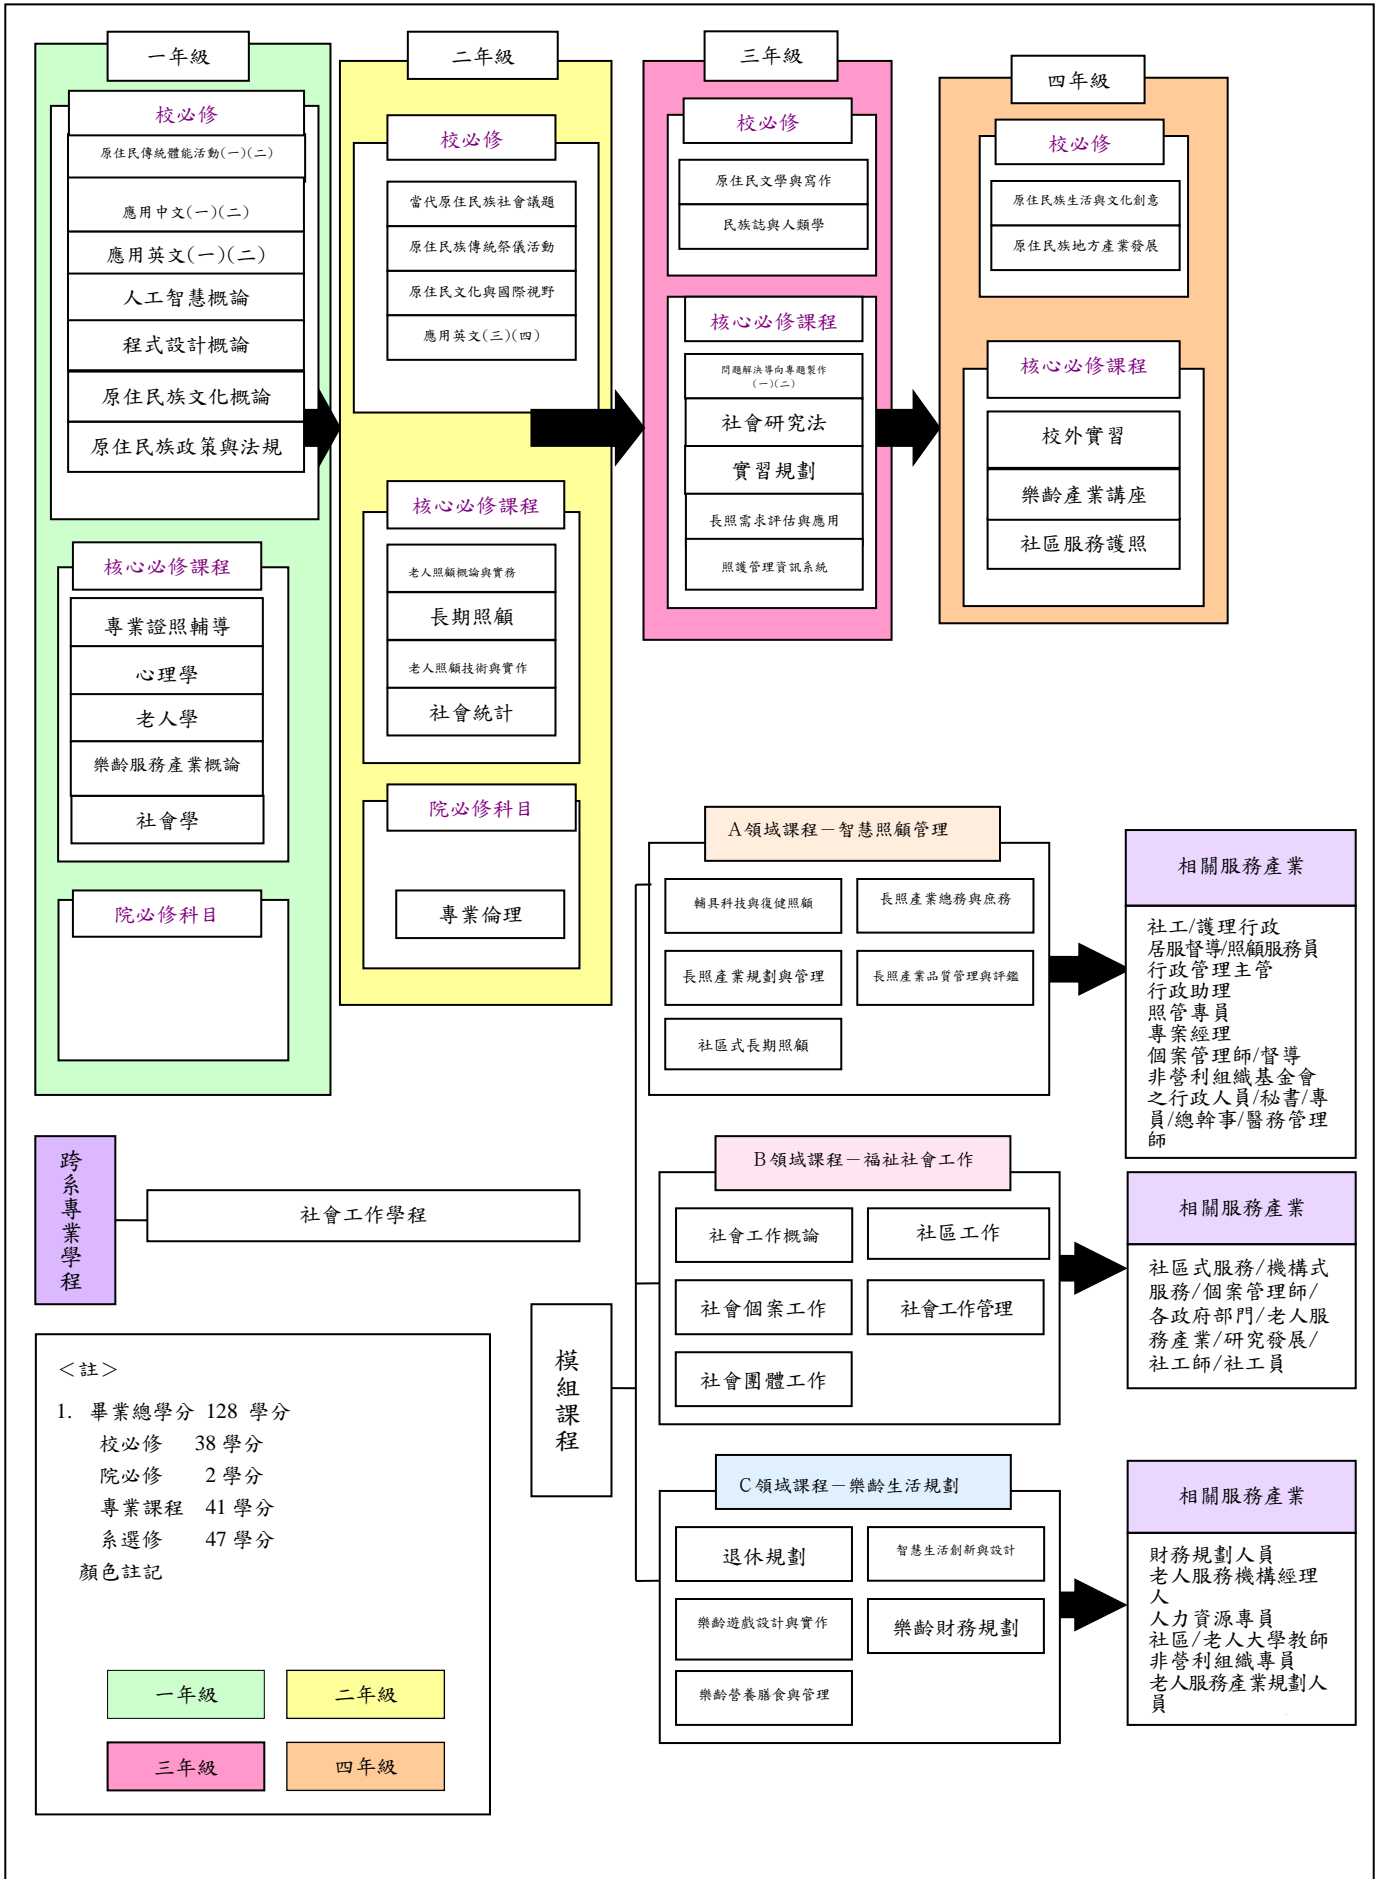 一年級
校必修
原住民傳統體能活動(一)(二)
應用中文(一)(二)
應用英文(一)(二)
人工智慧概論
程式設計概論
原住民族文化概論
原住民族政策與法規
核心必修課程
專業證照輔導
心理學
老人學
樂齡服務產業概論
社會學
院必修科目
二年級
校必修
當代原住民族社會議題
原住民族傳統祭儀活動
原住民文化與國際視野
應用英文(三)(四)
核心必修課程
老人照顧概論與實務
長期照顧
老人照顧技術與實作
社會統計
院必修科目
專業倫理
三年級
校必修
原住民文學與寫作
民族誌與人類學
核心必修課程
問題解決導向專題製作
(一)(二)
社會研究法
實習規劃
長照需求評估與應用
照護管理資訊系統
四年級
校必修
原住民族生活與文化創意
原住民族地方產業發展
核心必修課程
校外實習
樂齡產業講座
社區服務護照
跨系專業學程
社會工作學程
<註>
1. 畢業總學分 128 學分
校必修 38 學分
院必修 2 學分
專業課程 41 學分
系選修 47 學分
顏色註記
一年級
二年級
三年級
四年級
模組課程
A領域課程－智慧照顧管理
輔具科技與復健照顧
長照產業總務與庶務
長照產業規劃與管理
長照產業品質管理與評鑑
社區式長期照顧
相關服務產業
社工/護理行政
居服督導/照顧服務員
行政管理主管
行政助理
照管專員
專案經理
個案管理師/督導
非營利組織基金會
之行政人員/秘書/專
員/總幹事/醫務管理
師
B領域課程－福祉社會工作
社會工作概論
社區工作
社會個案工作
社會工作管理
社會團體工作
相關服務產業
社區式服務/機構式
服務/個案管理師/
各政府部門/老人服
務產業/研究發展/
社工師/社工員
C領域課程－樂齡生活規劃
退休規劃
智慧生活創新與設計
樂齡遊戲設計與實作
樂齡財務規劃
樂齡營養膳食與管理
相關服務產業
財務規劃人員
老人服務機構經理
人
人力資源專員
社區/老人大學教師
非營利組織專員
老人服務產業規劃人
員